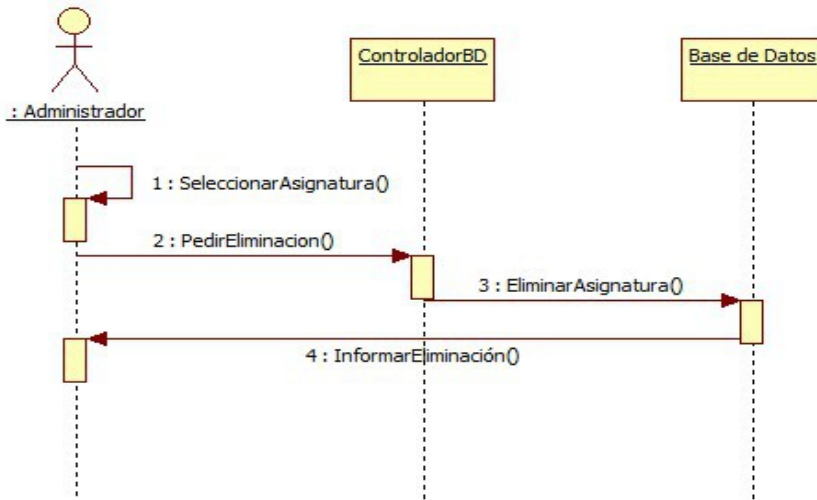 : Administrador
ControladorBD
Base de Datos
1 : SeleccionarAsignatura()
2 : PedirEliminacion()
3 : EliminarAsignatura()
4 : InformarEliminación()